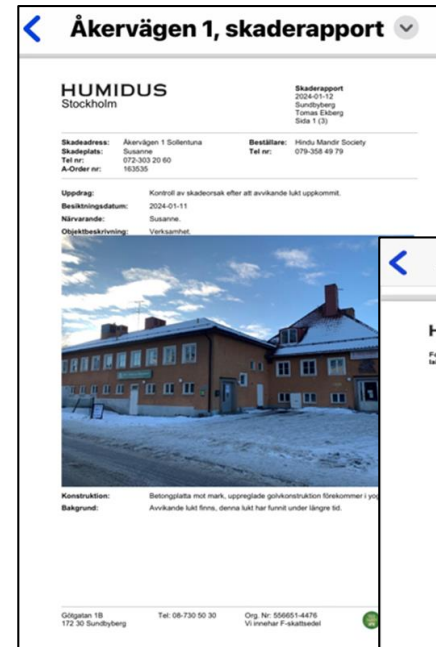 Åkervägen 1, skaderapport
HUMIDUS
Stockholm
Skaderapport
2024-01-12
Sundbyberg
Tomas Ekberg
Sida 1 (3)
Skadeadress: Åkervägen 1 Sollentuna
Skadeplats: Susanne
Tel nr: 072-303 20 60
A-Order nr: 163535
Beställare: Hindu Mandir Society
Tel nr: 079-358 49 79
Uppdrag: Kontroll av skadeorsak efter att avvikande lukt uppkommit.
Besiktningsdatum: 2024-01-11
Närvarande: Susanne.
Objektbeskrivning: Verksamhet.
Konstruktion: Betongplatta mot mark, uppreglade golvkonstruktion förekommer i
Bakgrund: Avvikande lukt finns, denna lukt har funnit under längre tid.
Götgatan 1B
172 30 Sundbyberg
Tel: 08-730 50 30
Org. Nr: 556651-4476
Vi innehar F-skattsedel